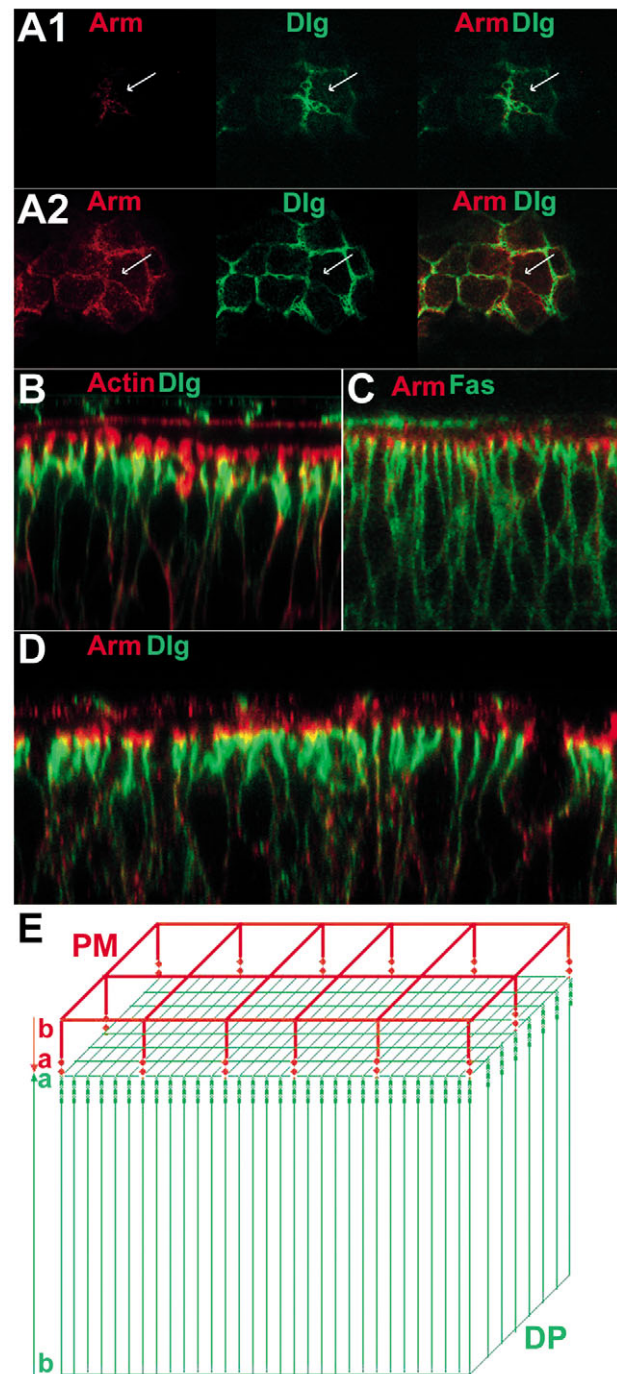 A1 Arm Dlg Arm Dlg
A2 Arm Dlg Arm Dlg
B Actin Dlg
C Arm Fas
D Arm Dlg
E
PM
b
a
a
b
DP